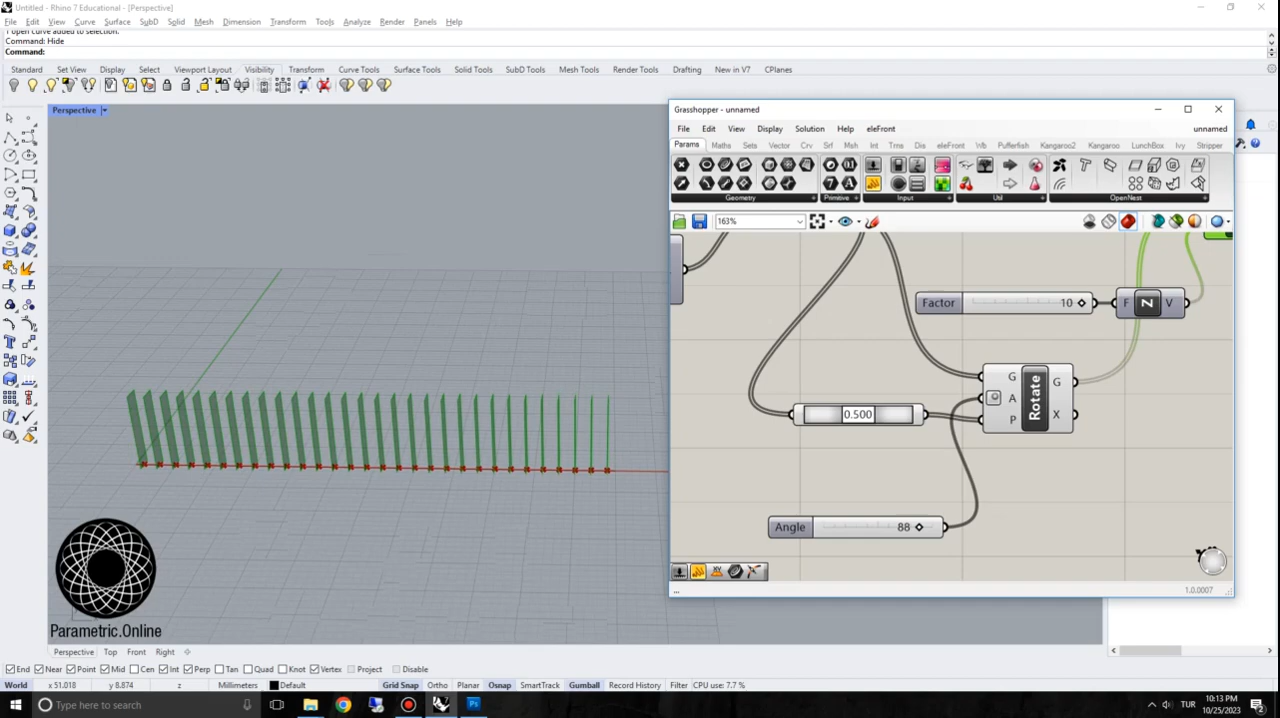 Untitled - Rhino 7 Educational - [Perspective]
File Edit View Curve Surface SubD Solid Mesh Dimension Transform Tools Analyze Render Panels Help
1 open curve added to selection.
Command: Hide
Command:
Standard Set View Display Select Viewport Layout Visibility Transform Curve Tools Surface Tools Solid Tools SubD Tools Mesh Tools Render Tools Drafting New in V7 CPlanes
Perspective
Grasshopper - unnamed
File Edit View Display Solution Help eleFront unnamed
Params Maths Sets Vector Crv Srf Msh Int Trns Dis eleFront Wb Pufferfish Kangaroo2 Kangaroo LunchBox Ivy Stripper
Geometry Primitive Input Util OpenNest
163%
Factor 10 F Z V
G A P Rotate G X
0.500
Angle 88
XY
...
1.0.0007
Parametric.Online
Perspective Top Front Right
End Near Point Mid Cen Int Perp Tan Quad Knot Vertex Project Disable
World x 51.018 y 8.874 z Millimeters Default Grid Snap Ortho Planar Osnap SmartTrack Gumball Record History Filter CPU use: 7.7 %
Type here to search
TUR
10:13 PM
10/25/2023